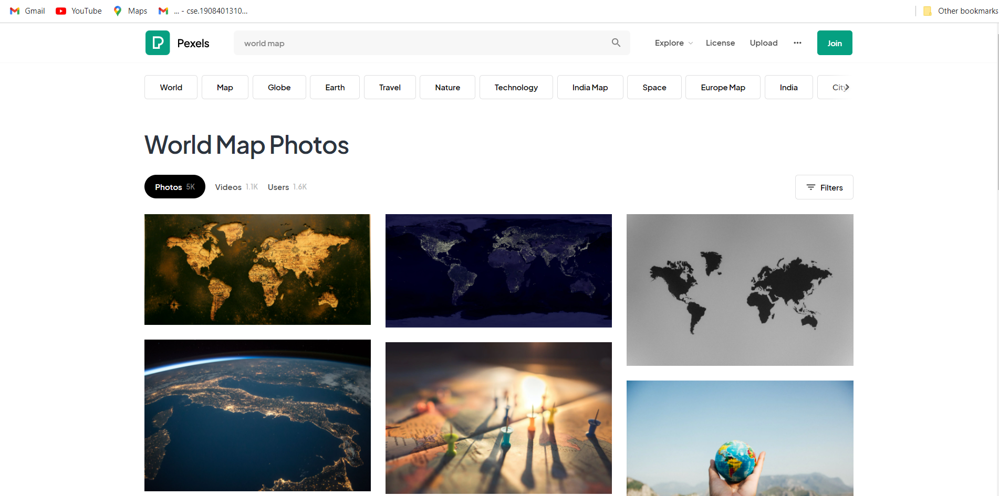 Gmail YouTube Maps ... - cse.1908401310... Other bookmarks
Pexels world map Explore License Upload ••• Join
World Map Globe Earth Travel Nature Technology India Map Space Europe Map India City
World Map Photos
Photos 5K Videos 1.1K Users 1.6K Filters